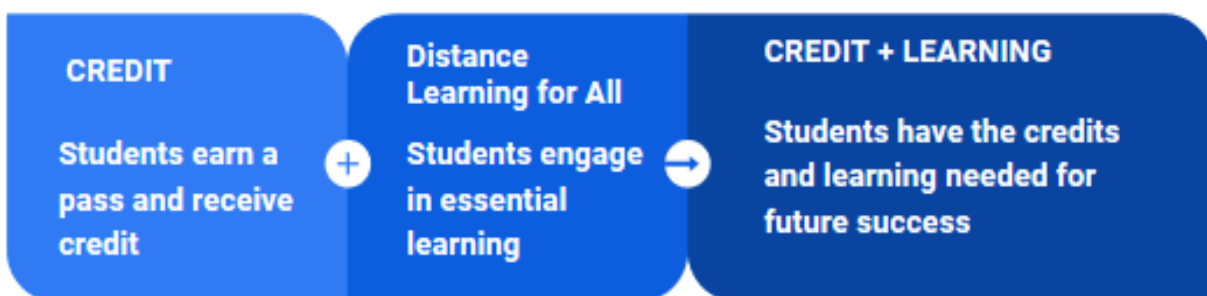 CREDIT
Students earn a
pass and receive
credit
+
Distance
Learning for All
Students engage
in essential
learning
→
CREDIT + LEARNING
Students have the credits
and learning needed for
future success